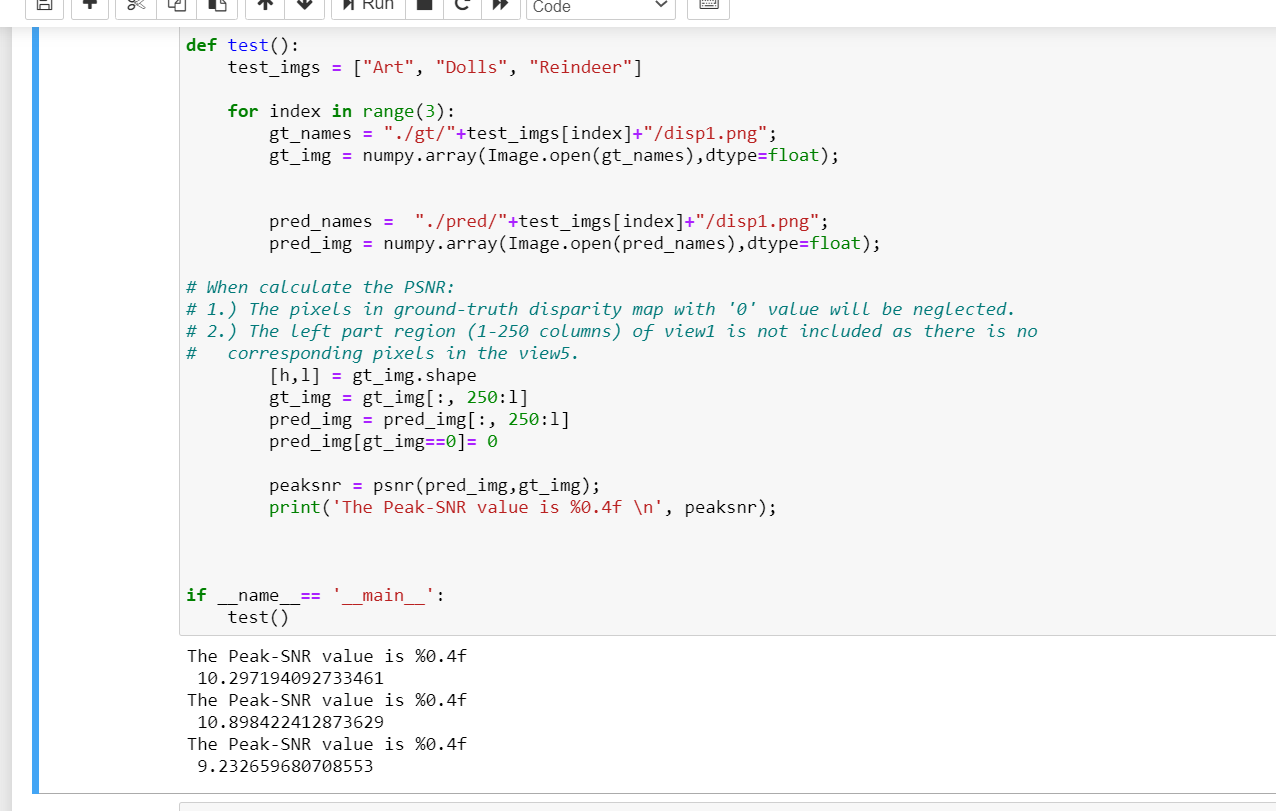 Run
Code
def test():
    test_imgs = ["Art", "Dolls", "Reindeer"]
    for index in range(3):
        gt_names = "./gt/"+test_imgs[index]+"/disp1.png";
        gt_img = numpy.array(Image.open(gt_names),dtype=float);
        pred_names =  "./pred/"+test_imgs[index]+"/disp1.png";
        pred_img = numpy.array(Image.open(pred_names),dtype=float);
# When calculate the PSNR:
# 1.) The pixels in ground-truth disparity map with '0' value will be neglected.
# 2.) The left part region (1-250 columns) of view1 is not included as there is no
#   corresponding pixels in the view5.
        [h,l] = gt_img.shape
        gt_img = gt_img[:, 250:l]
        pred_img = pred_img[:, 250:l]
        pred_img[gt_img==0]= 0
        peaksnr = psnr(pred_img,gt_img);
        print('The Peak-SNR value is %0.4f \n', peaksnr);
if __name__== '__main__':
    test()
The Peak-SNR value is %0.4f
 10.297194092733461
The Peak-SNR value is %0.4f
 10.898422412873629
The Peak-SNR value is %0.4f
 9.232659680708553